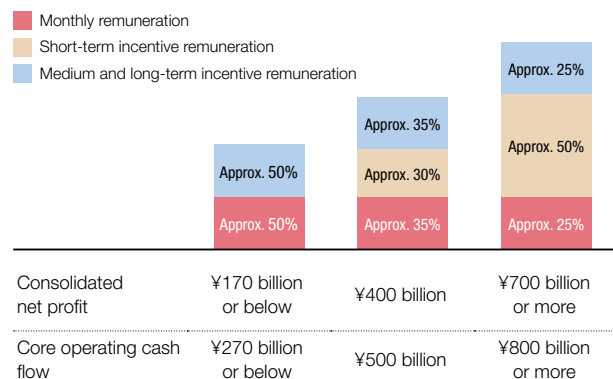 Monthly remuneration
Short-term incentive remuneration
Medium and long-term incentive remuneration
Approx. 25%
Approx. 35%
Approx. 50%
Approx. 50%
Approx. 30%
Approx. 50%
Approx. 35%
Approx. 25%
Consolidated
net profit
¥170 billion
or below
¥400 billion
¥700 billion
or more
Core operating cash
flow
¥270 billion
or below
¥500 billion
¥800 billion
or more